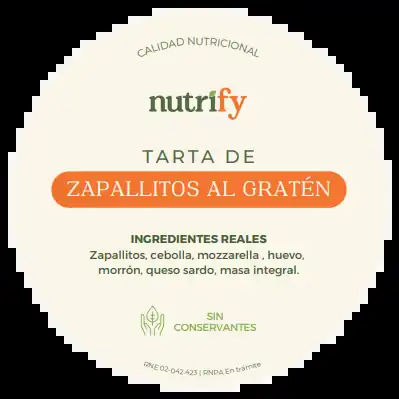 CALIDAD NUTRICIONAL
nutrify
TARTA DE
ZAPALLITOS AL GRATÉN
INGREDIENTES REALES
Zapallitos, cebolla, mozzarella , huevo,
morrón, queso sardo, masa integral.
SIN
CONSERVANTES
RNE 02-042.423 | RNPA En trámite